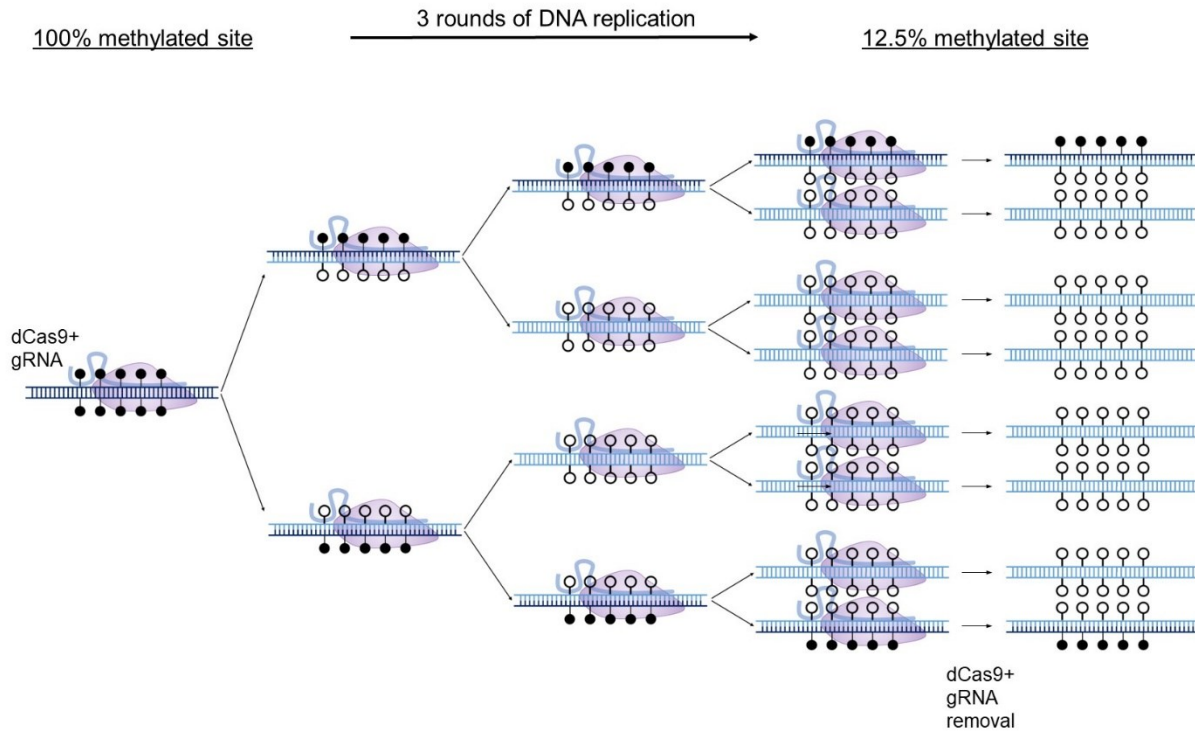 3 rounds of DNA replication
100% methylated site
12.5% methylated site
dCas9+
gRNA
dCas9+
gRNA
removal